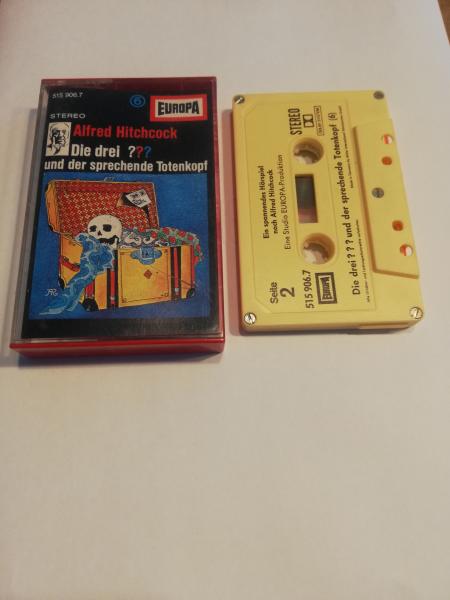 515 906.7
6
EUROPA
STEREO
Alfred Hitchcock
Die drei ???
und der sprechende Totenkopf
STEREO
Ein spannendes Hörspiel
nach Alfred Hitchcock
Eine Studio EUROPA-Produktion
Seite
2
515 906.7
EUROPA
Die drei ? ? ? und der sprechende Totenkopf (6)